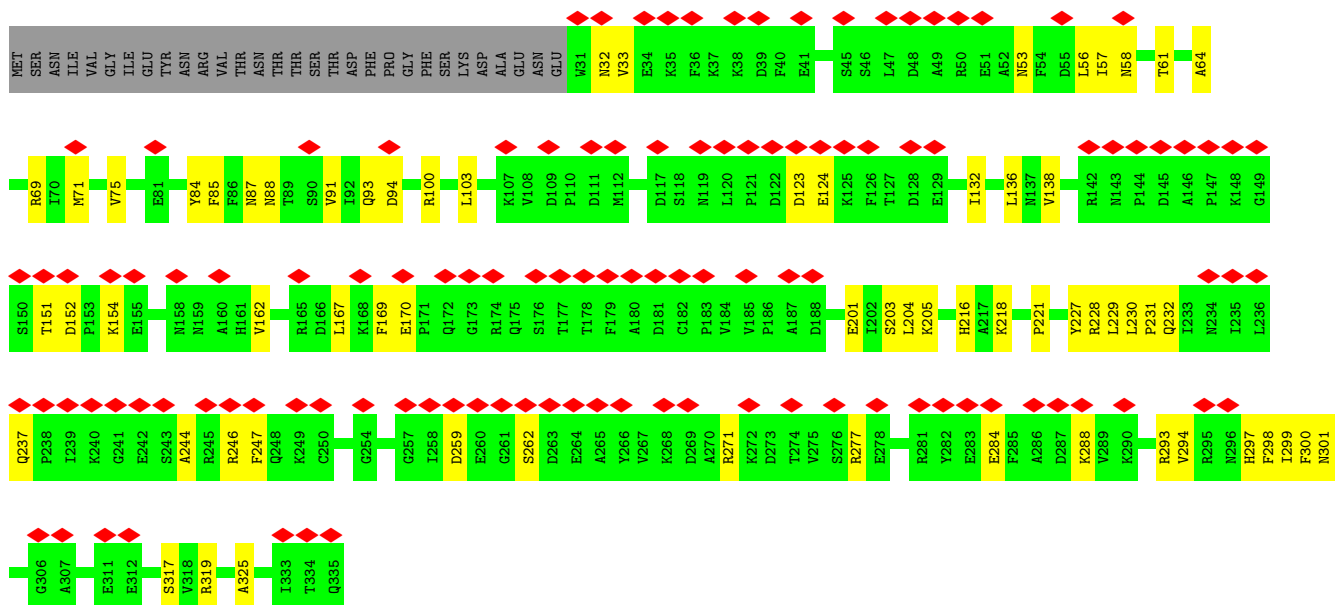 MET SER ASN ILE VAL GLY ILE GLU TYR ASN ARG VAL THR ASN THR THR SER THR ASP PHE PRO GLY PHE SER LYS ASP ALA GLU ASN GLU W31 N32 V33 E34 K35 F36 K37 K38 D39 F40 E41 S45 S46 L47 D48 A49 R50 E51 A52 N53 F54 D55 L56 I57 N58 T61 A64
R69 I70 M71 V75 E81 Y84 F85 F86 N87 N88 T89 S90 V91 I92 Q93 D94 R100 L103 K107 V108 D109 P110 D111 M112 D117 S118 N119 L120 P121 D122 D123 E124 K125 F126 T127 D128 E129 I132 L136 N137 V138 R142 N143 P144 D145 A146 P147 K148 G149
S150 T151 D152 P153 K154 E155 N158 N159 A160 H161 V162 R165 D166 L167 K168 F169 E170 P171 Q172 G173 R174 Q175 S176 T177 T178 F179 A180 D181 C182 P183 V184 V185 P186 A187 D188 E201 I202 S203 L204 K205 H216 A217 K218 P221 Y227 R228 L229 L230 P231 Q232 I233 N234 I235 L236
Q237 P238 I239 K240 G241 E242 S243 A244 R245 R246 F247 Q248 K249 C250 G254 G257 I258 D259 E260 G261 S262 D263 E264 A265 Y266 V267 K268 D269 A270 R271 K272 D273 T274 V275 S276 R277 E278 R281 Y282 E283 E284 F285 A286 D287 K288 V289 K290 R293 V294 R295 N296 H297 F298 I299 F300 N301
G306 A307 E311 E312 S317 V318 R319 A325 I333 T334 Q335